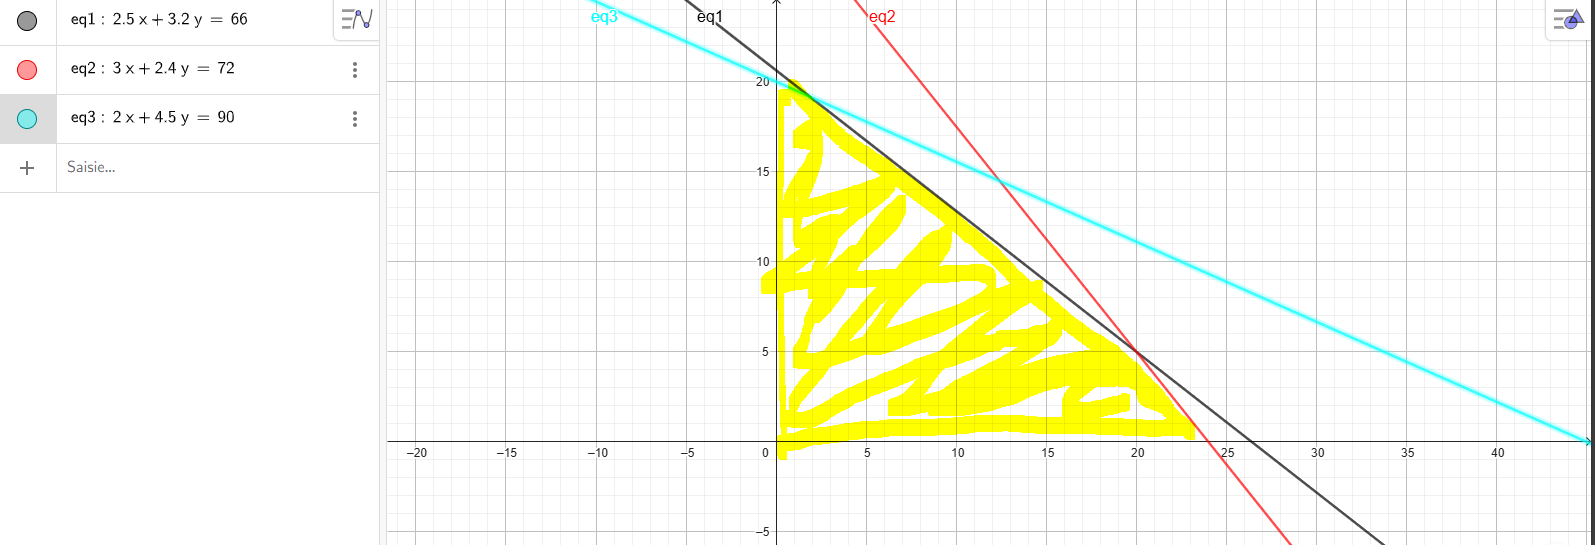 eq1 : 2.5 x + 3.2 y = 66
eq2 : 3 x + 2.4 y = 72
eq3 : 2 x + 4.5 y = 90
+ Saisie...
eq3 eq1 eq2
20
15
10
5
–20 –15 –10 –5 0 5 10 15 20 25 30 35 40
–5